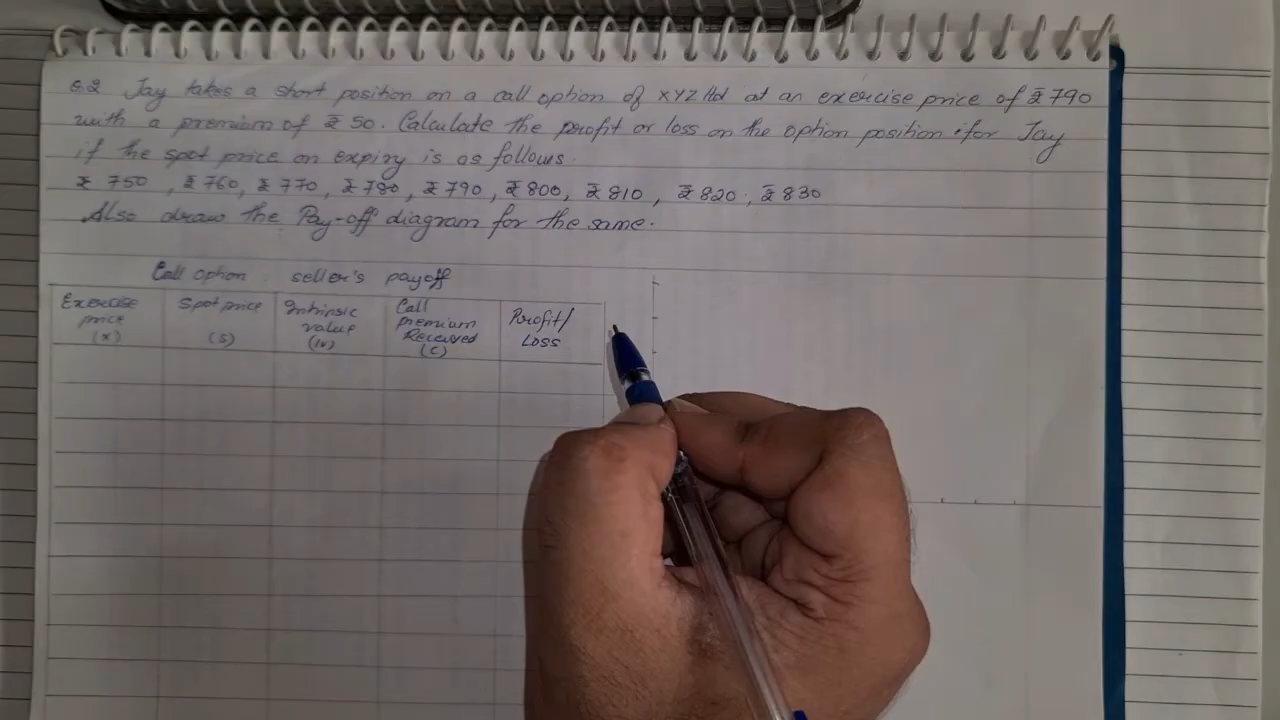 Q.2 Jay takes a short position on a call option of XYZ ltd at an exercise price of ₹790
with a premium of ₹50. Calculate the profit or loss on the option position for Jay
if the spot price on expiry is as follows.
₹750, ₹760, ₹770, ₹780, ₹790, ₹800, ₹810, ₹820, ₹830
Also draw the Pay-off diagram for the same.
Call option : seller's payoff
Exercise price (X) Spot price (S) Intrinsic value (IV) Call premium Received (C) Profit/ Loss